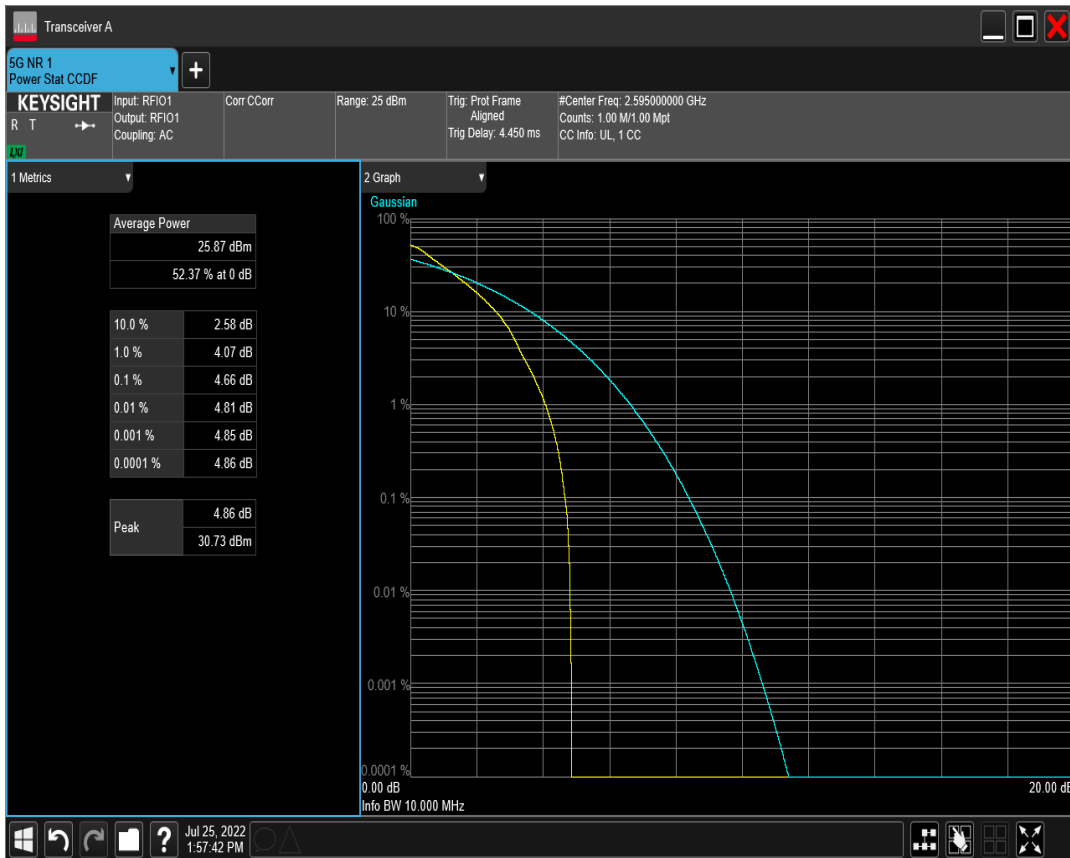 Transceiver A
5G NR 1
Power Stat CCDF
+
KEYSIGHT
R T
LXI
Input: RFIO1
Output: RFIO1
Coupling: AC
Corr CCorr
Range: 25 dBm
Trig: Prot Frame
Aligned
Trig Delay: 4.450 ms
#Center Freq: 2.595000000 GHz
Counts: 1.00 M/1.00 Mpt
CC Info: UL, 1 CC
1 Metrics
Average Power
25.87 dBm
52.37 % at 0 dB
10.0 % 2.58 dB
1.0 % 4.07 dB
0.1 % 4.66 dB
0.01 % 4.81 dB
0.001 % 4.85 dB
0.0001 % 4.86 dB
Peak
4.86 dB
30.73 dBm
2 Graph
Gaussian
100 %
10 %
1 %
0.1 %
0.01 %
0.001 %
0.0001 %
0.00 dB 20.00 dB
Info BW 10.000 MHz
?
Jul 25, 2022
1:57:42 PM